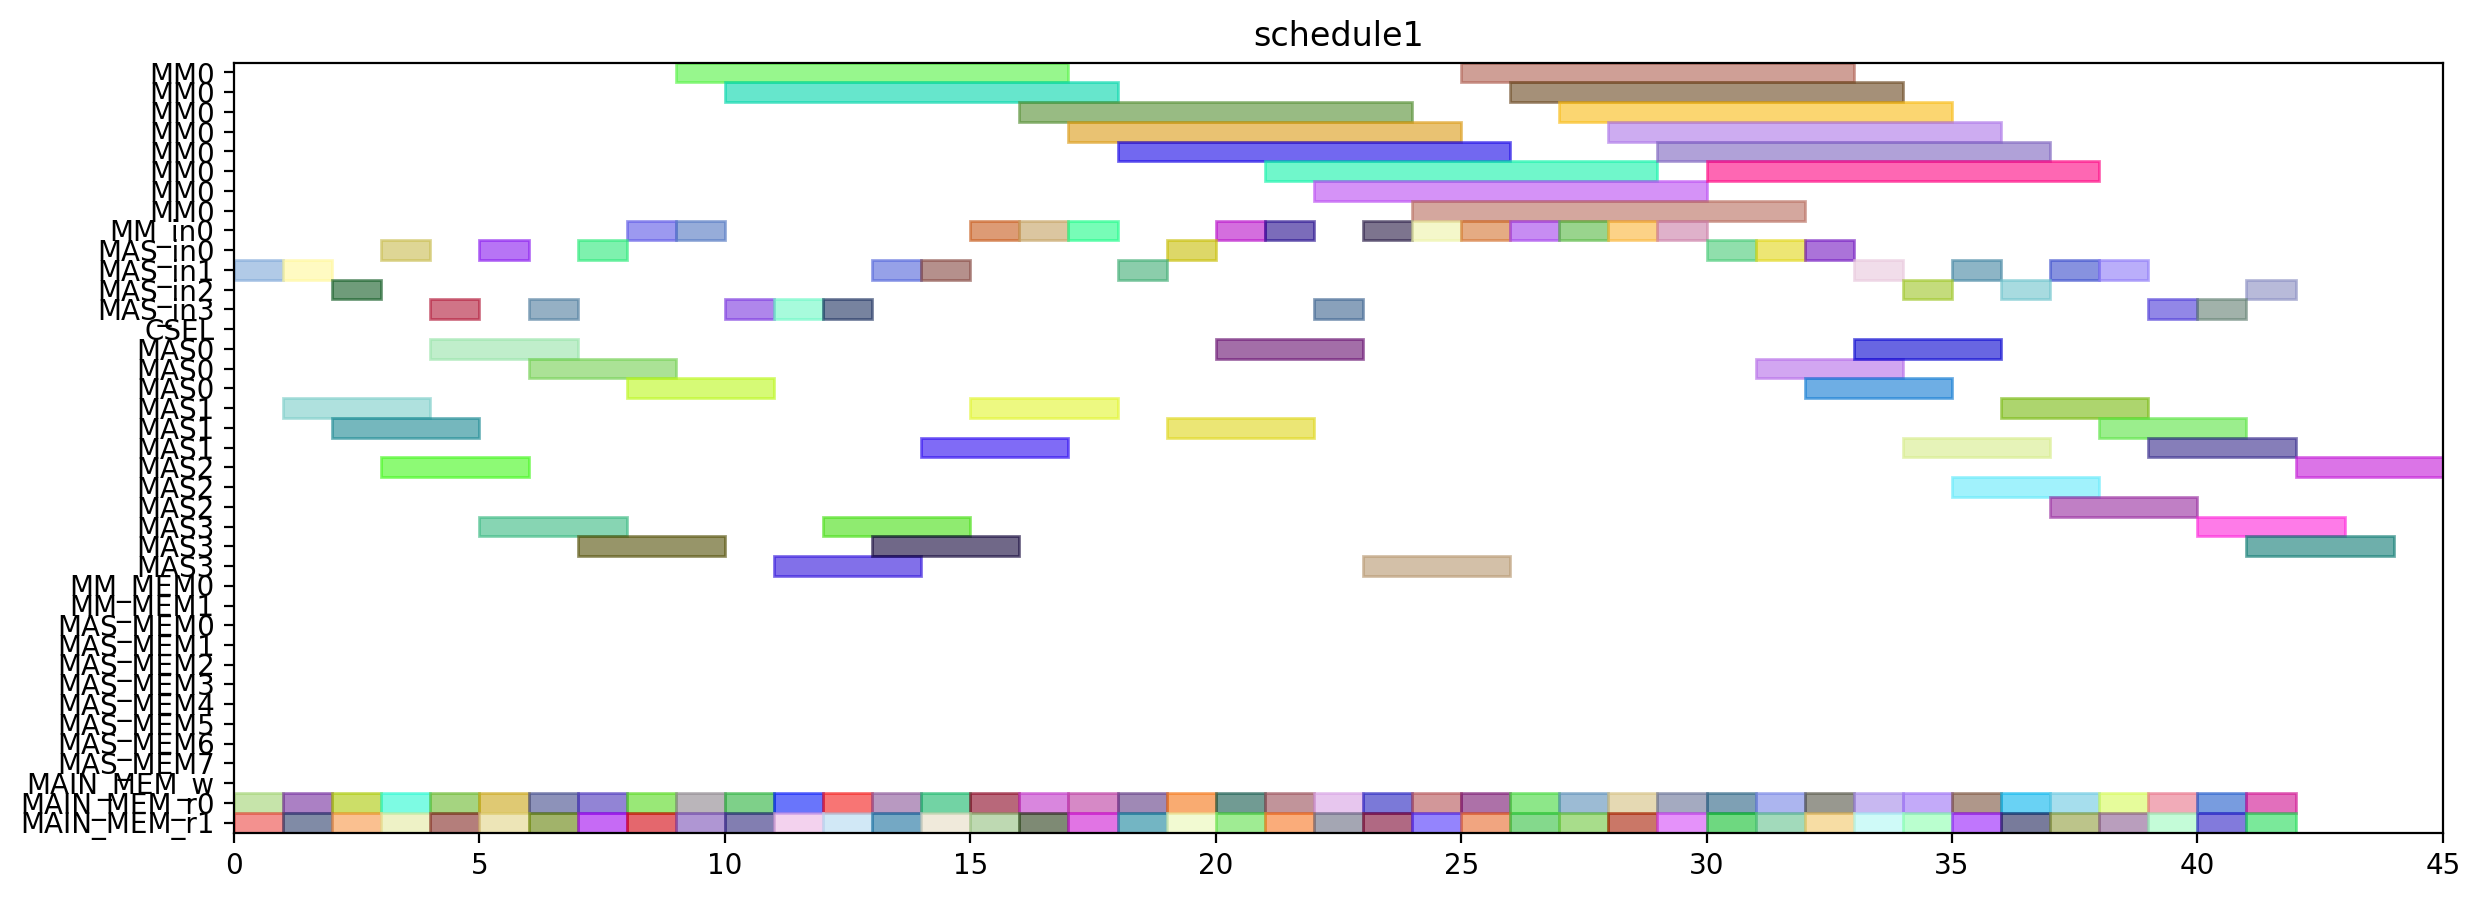 schedule1
MM0
MM0
MM0
MM0
MM0
MM0
MM0
MM0
MM_in0
MAS_in0
MAS_in1
MAS_in2
MAS_in3
CSEL
MAS0
MAS0
MAS0
MAS1
MAS1
MAS1
MAS2
MAS2
MAS2
MAS3
MAS3
MAS3
MM_MEM0
MM_MEM1
MAS_MEM0
MAS_MEM1
MAS_MEM2
MAS_MEM3
MAS_MEM4
MAS_MEM5
MAS_MEM6
MAS_MEM7
MAIN_MEM_w
MAIN_MEM_r0
MAIN_MEM_r1
0 5 10 15 20 25 30 35 40 45